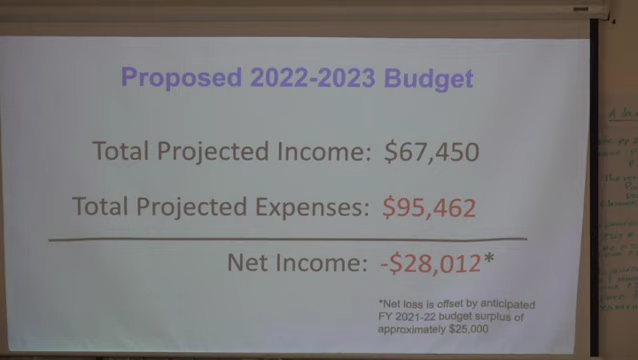 Proposed 2022-2023 Budget
Total Projected Income: $67,450
Total Projected Expenses: $95,462
Net Income: -$28,012*
*Net loss is offset by anticipated
FY 2021-22 budget surplus of
approximately $25,000